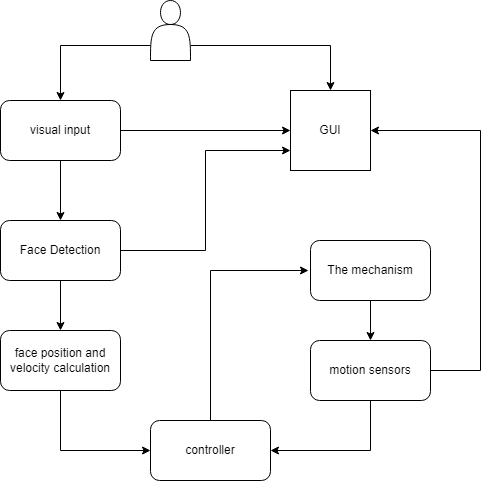 visual input
GUI
Face Detection
The mechanism
face position and
velocity calculation
motion sensors
controller